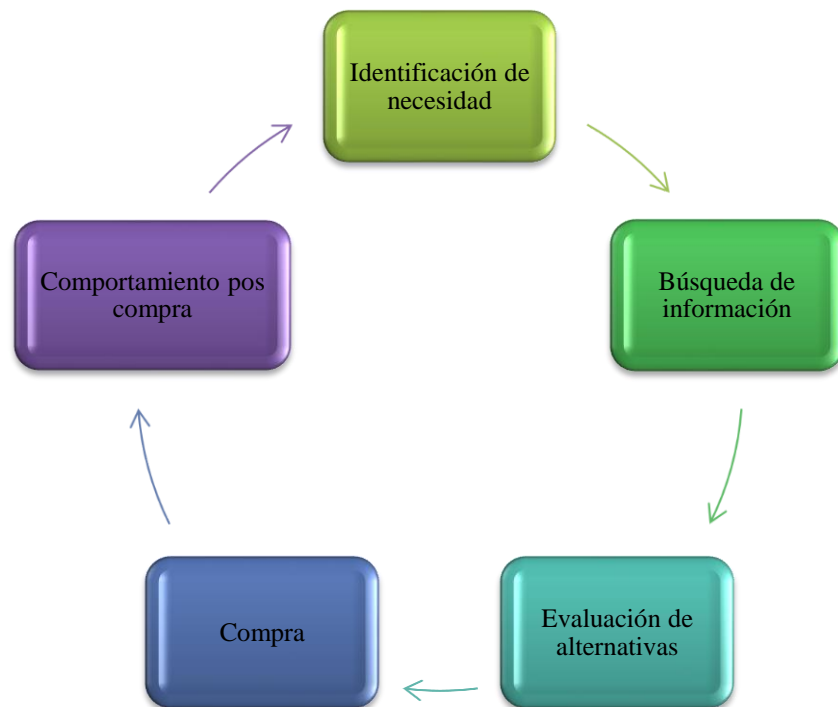 Identificación de
necesidad
Búsqueda de
información
Evaluación de
alternativas
Compra
Comportamiento pos
compra